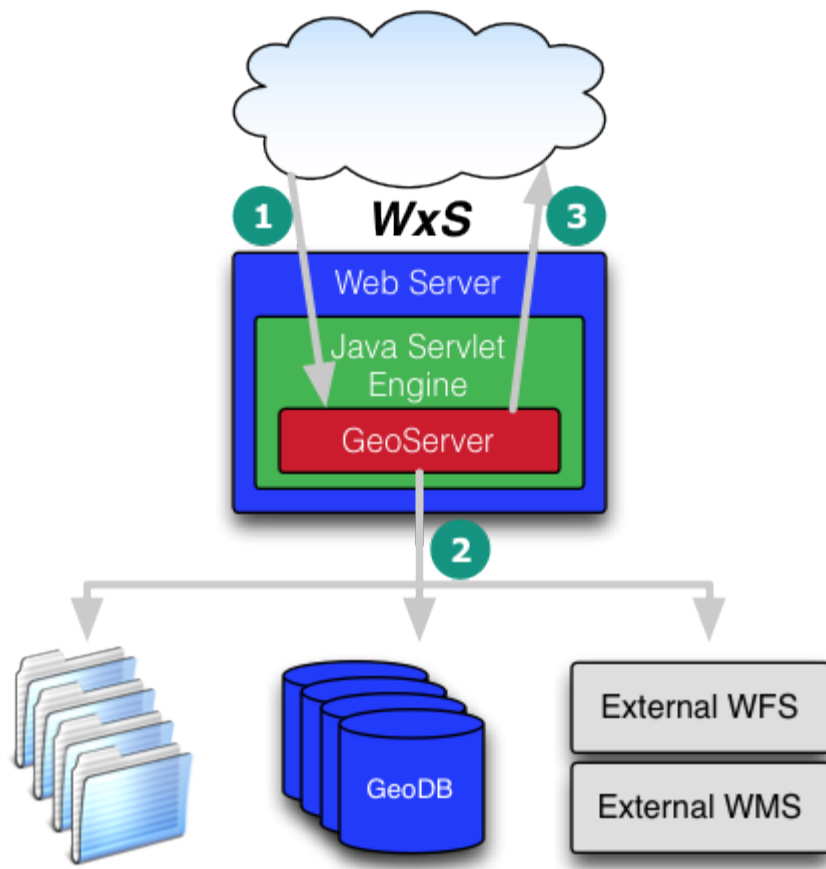 1
WxS
3
Web Server
Java Servlet
Engine
GeoServer
2
GeoDB
External WFS
External WMS